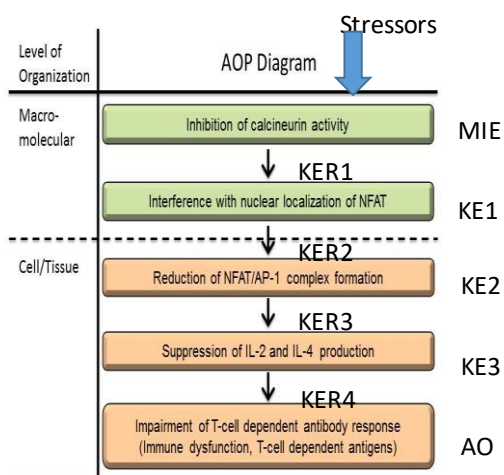 Stressors
Level of
Organization
AOP Diagram
Macro-
molecular
Inhibition of calcineurin activity
MIE
KER1
Interference with nuclear localization of NFAT
KE1
KER2
Cell/Tissue
Reduction of NFAT/AP-1 complex formation
KE2
KER3
Suppression of IL-2 and IL-4 production
KE3
KER4
Impairment of T-cell dependent antibody response
(Immune dysfunction, T-cell dependent antigens)
AO